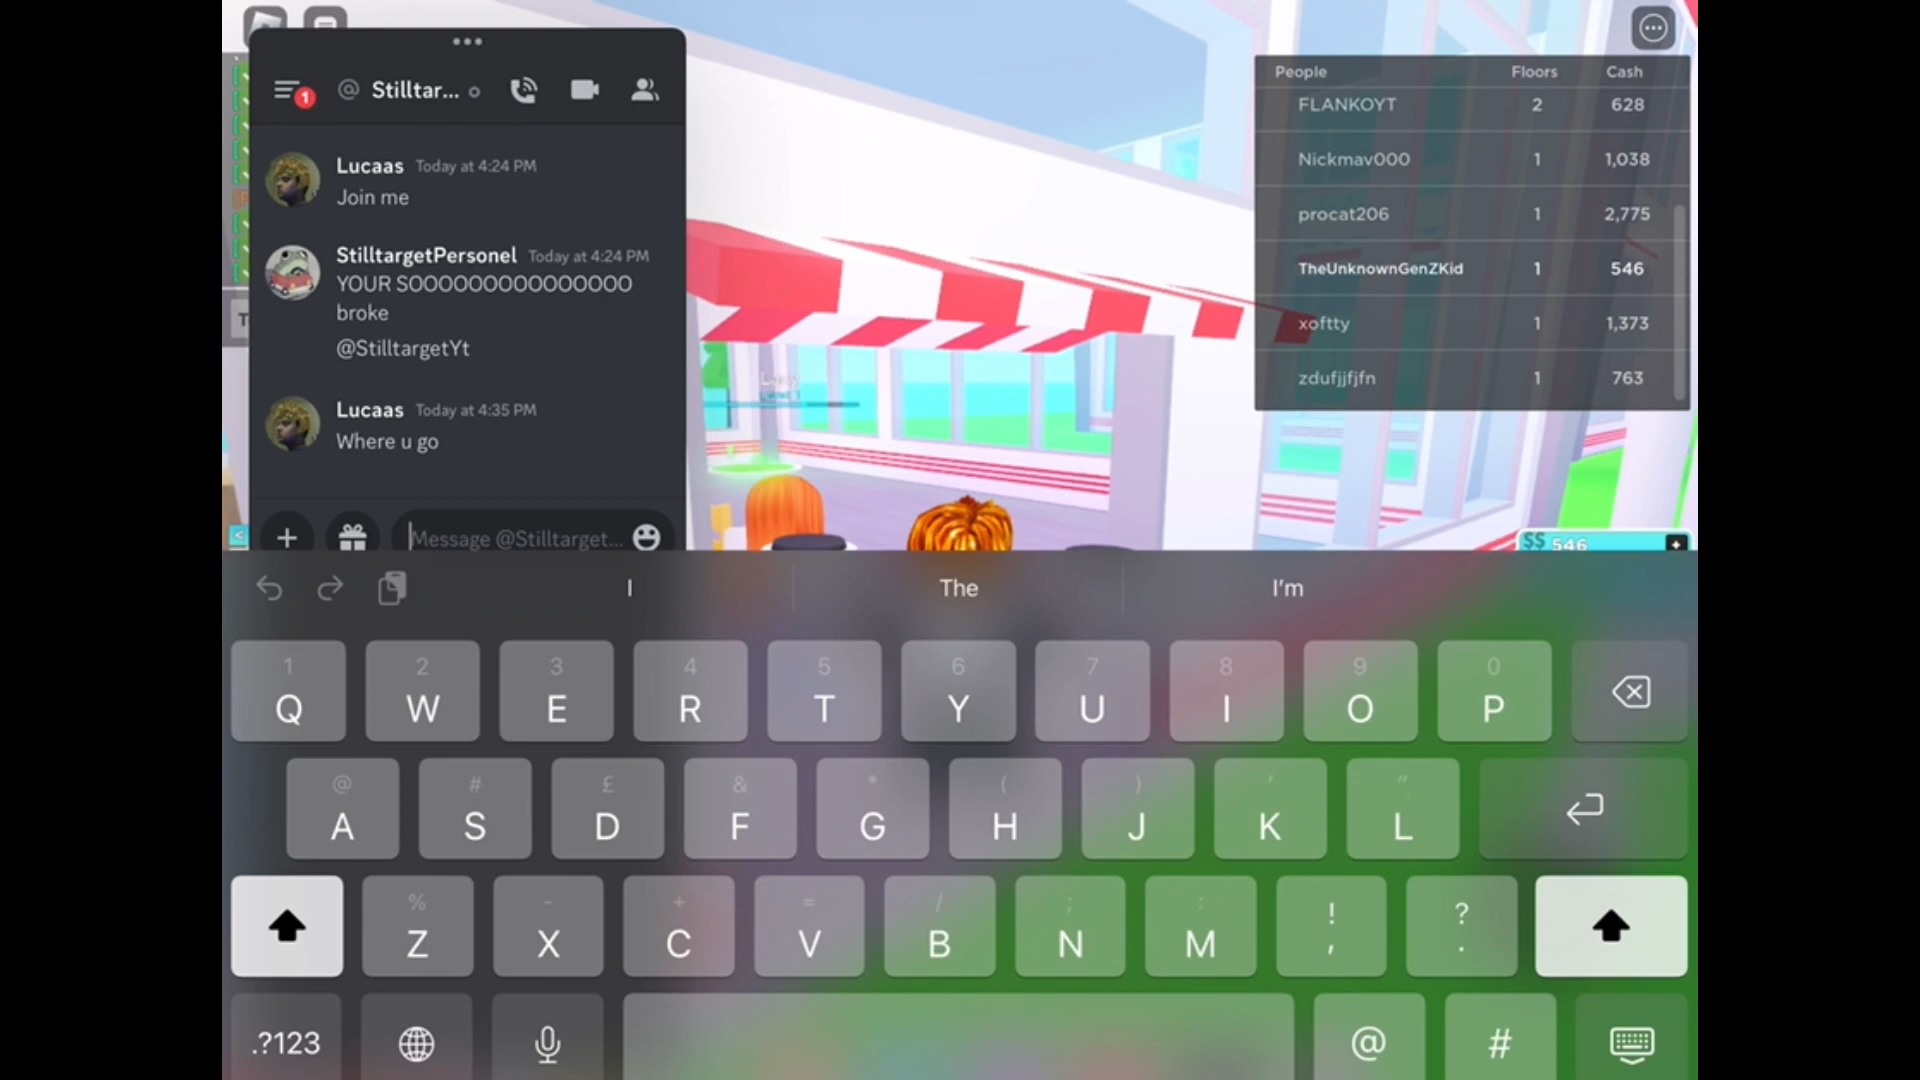 1
@ Stilltar...
Lucaas Today at 4:24 PM
Join me
StilltargetPersonel Today at 4:24 PM
YOUR SOOOOOOOOOOOOOOO
broke
@StilltargetYt
Lucaas Today at 4:35 PM
Where u go
Message @Stilltarget...
People Floors Cash
FLANKOYT 2 628
Nickmav000 1 1,038
procat206 1 2,775
TheUnknownGenZKid 1 546
xoftty 1 1,373
zdufjjfjfn 1 763
$$ 546 +
I The I'm
1 2 3 4 5 6 7 8 9 0
Q W E R T Y U I O P
@ # £ & * ( ) ' "
A S D F G H J K L
% - + = / ; : ! ?
Z X C V B N M , .
.?123 @ #